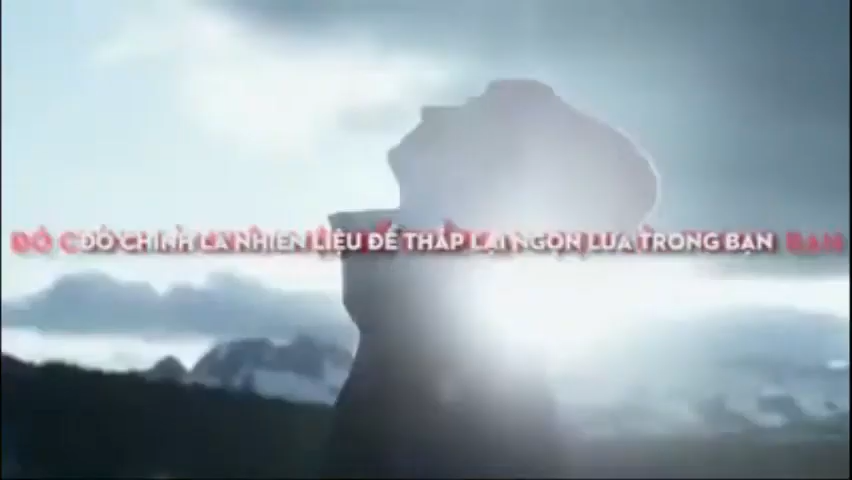 ĐÓ CHÍNH LÀ NHIÊN LIỆU ĐỂ THẮP LẠI NGỌN LỬA TRONG BẠN